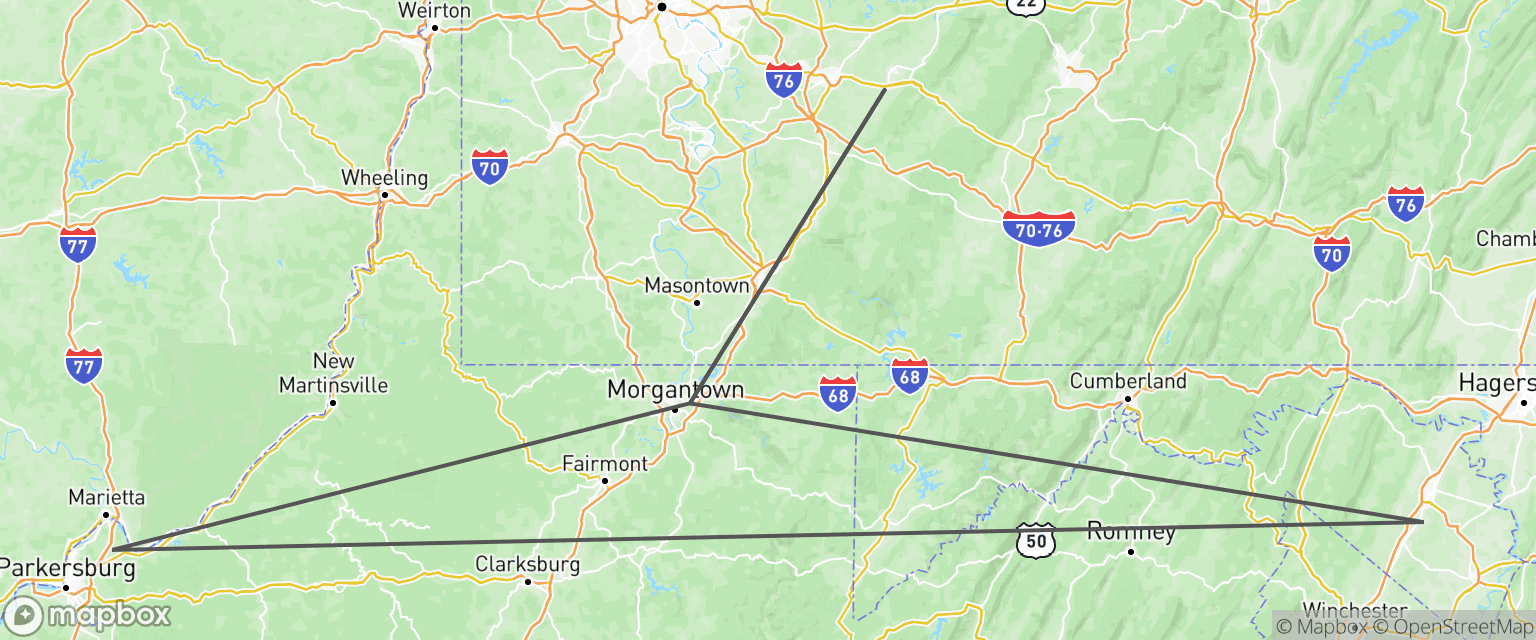 Weirton
22
76
70
Wheeling
77
70·76
76
70
Chamb
Masontown
77
New
Martinsville
68
68
Morgantown
Cumberland
Hagers
Fairmont
Marietta
50
Romney
Parkersburg
Clarksburg
Winchester
mapbox
© Mapbox © OpenStreetMap